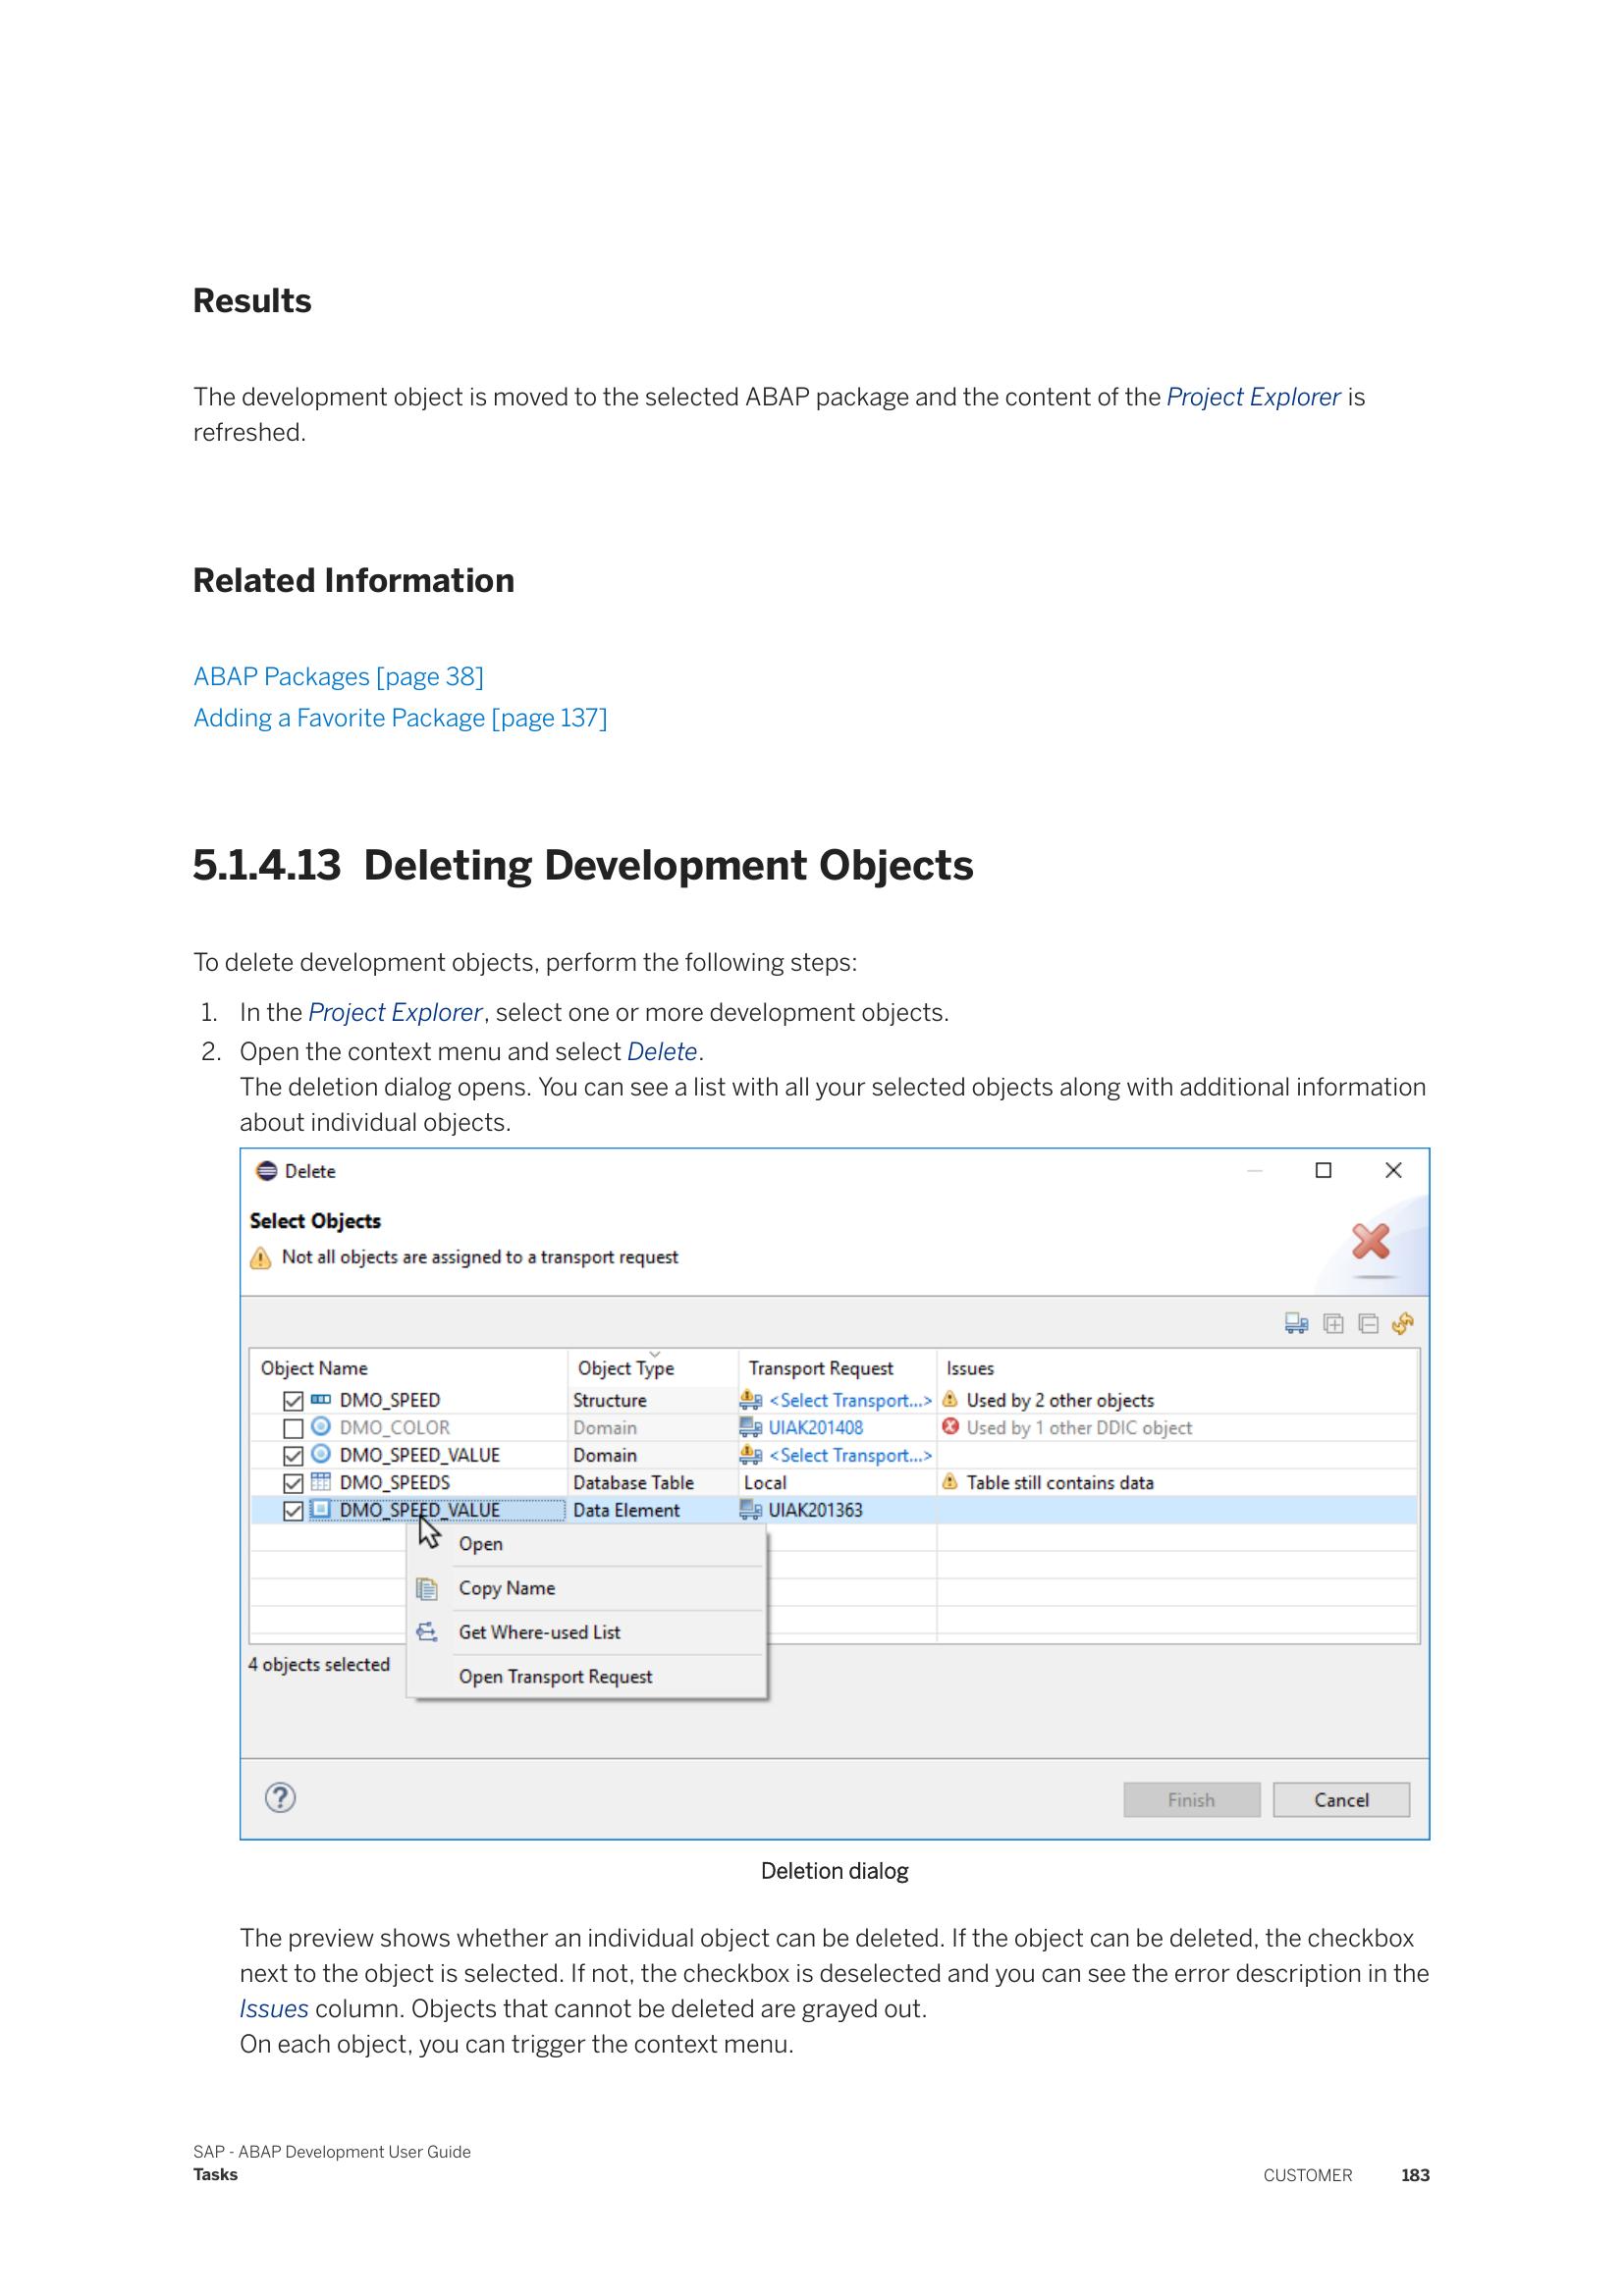 Results
The development object is moved to the selected ABAP package and the content of the Project Explorer is
refreshed.
Related Information
ABAP Packages [page 38]
Adding a Favorite Package [page 137]
5.1.4.13 Deleting Development Objects
To delete development objects, perform the following steps:
1. In the Project Explorer, select one or more development objects.
2. Open the context menu and select Delete.
The deletion dialog opens. You can see a list with all your selected objects along with additional information
about individual objects.
Delete
Select Objects
Not all objects are assigned to a transport request
Object Name Object Type Transport Request Issues
DMO_SPEED Structure <Select Transport...> Used by 2 other objects
DMO_COLOR Domain UIAK201408 Used by 1 other DDIC object
DMO_SPEED_VALUE Domain <Select Transport...>
DMO_SPEEDS Database Table Local Table still contains data
DMO_SPEED_VALUE Data Element UIAK201363
Open
Copy Name
Get Where-used List
4 objects selected
Open Transport Request
? Finish Cancel
Deletion dialog
The preview shows whether an individual object can be deleted. If the object can be deleted, the checkbox
next to the object is selected. If not, the checkbox is deselected and you can see the error description in the
Issues column. Objects that cannot be deleted are grayed out.
On each object, you can trigger the context menu.
SAP - ABAP Development User Guide
Tasks CUSTOMER 183